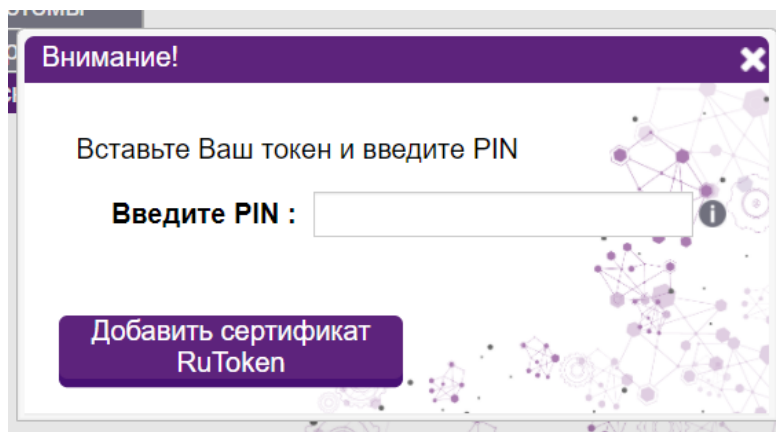 Внимание!
Вставьте Ваш токен и введите PIN
Введите PIN :
Добавить сертификат
RuToken